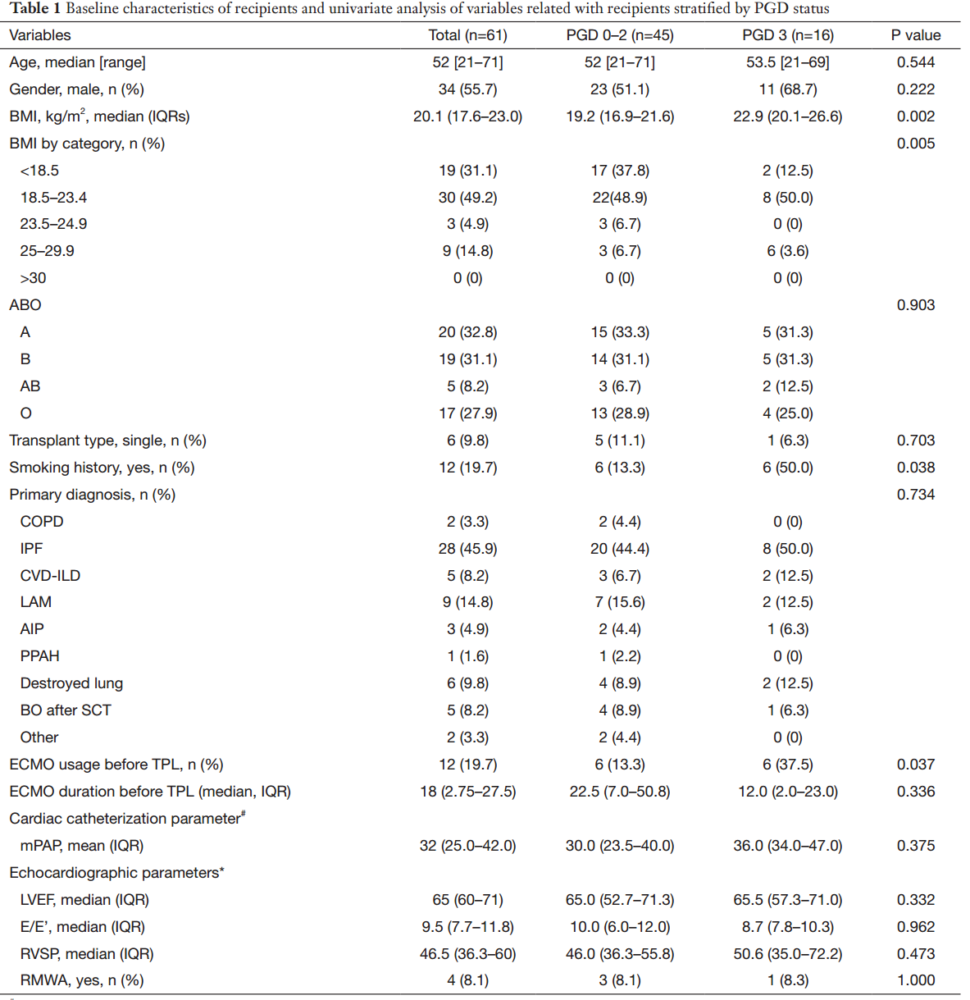 Table 1 Baseline characteristics of recipients and univariate analysis of variables related with recipients stratified by PGD status
Variables Total (n=61) PGD 0–2 (n=45) PGD 3 (n=16) P value
Age, median [range] 52 [21–71] 52 [21–71] 53.5 [21–69] 0.544
Gender, male, n (%) 34 (55.7) 23 (51.1) 11 (68.7) 0.222
BMI, kg/m², median (IQRs) 20.1 (17.6–23.0) 19.2 (16.9–21.6) 22.9 (20.1–26.6) 0.002
BMI by category, n (%) 0.005
<18.5 19 (31.1) 17 (37.8) 2 (12.5)
18.5–23.4 30 (49.2) 22(48.9) 8 (50.0)
23.5–24.9 3 (4.9) 3 (6.7) 0 (0)
25–29.9 9 (14.8) 3 (6.7) 6 (3.6)
>30 0 (0) 0 (0) 0 (0)
ABO 0.903
A 20 (32.8) 15 (33.3) 5 (31.3)
B 19 (31.1) 14 (31.1) 5 (31.3)
AB 5 (8.2) 3 (6.7) 2 (12.5)
O 17 (27.9) 13 (28.9) 4 (25.0)
Transplant type, single, n (%) 6 (9.8) 5 (11.1) 1 (6.3) 0.703
Smoking history, yes, n (%) 12 (19.7) 6 (13.3) 6 (50.0) 0.038
Primary diagnosis, n (%) 0.734
COPD 2 (3.3) 2 (4.4) 0 (0)
IPF 28 (45.9) 20 (44.4) 8 (50.0)
CVD-ILD 5 (8.2) 3 (6.7) 2 (12.5)
LAM 9 (14.8) 7 (15.6) 2 (12.5)
AIP 3 (4.9) 2 (4.4) 1 (6.3)
PPAH 1 (1.6) 1 (2.2) 0 (0)
Destroyed lung 6 (9.8) 4 (8.9) 2 (12.5)
BO after SCT 5 (8.2) 4 (8.9) 1 (6.3)
Other 2 (3.3) 2 (4.4) 0 (0)
ECMO usage before TPL, n (%) 12 (19.7) 6 (13.3) 6 (37.5) 0.037
ECMO duration before TPL (median, IQR) 18 (2.75–27.5) 22.5 (7.0–50.8) 12.0 (2.0–23.0) 0.336
Cardiac catheterization parameter#
mPAP, mean (IQR) 32 (25.0–42.0) 30.0 (23.5–40.0) 36.0 (34.0–47.0) 0.375
Echocardiographic parameters*
LVEF, median (IQR) 65 (60–71) 65.0 (52.7–71.3) 65.5 (57.3–71.0) 0.332
E/E’, median (IQR) 9.5 (7.7–11.8) 10.0 (6.0–12.0) 8.7 (7.8–10.3) 0.962
RVSP, median (IQR) 46.5 (36.3–60) 46.0 (36.3–55.8) 50.6 (35.0–72.2) 0.473
RMWA, yes, n (%) 4 (8.1) 3 (8.1) 1 (8.3) 1.000